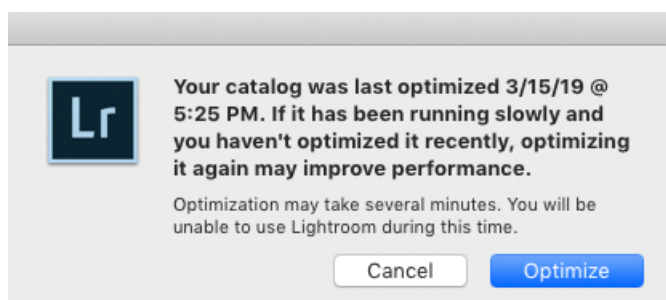 Lr
Your catalog was last optimized 3/15/19 @
5:25 PM. If it has been running slowly and
you haven't optimized it recently, optimizing
it again may improve performance.
Optimization may take several minutes. You will be
unable to use Lightroom during this time.
Cancel
Optimize